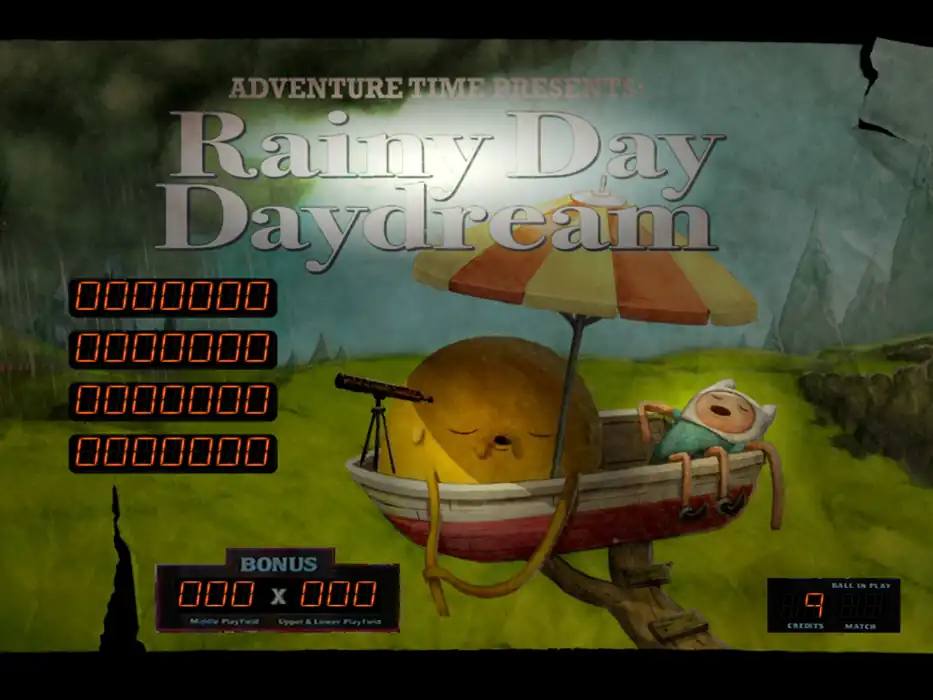 ADVENTURE TIME PRESENTS:
Rainy Day
Daydream
0000000
0000000
0000000
0000000
BONUS
000 X 000
Middle Playfield Upper & Lower Playfield
BALL IN PLAY
9
CREDITS MATCH